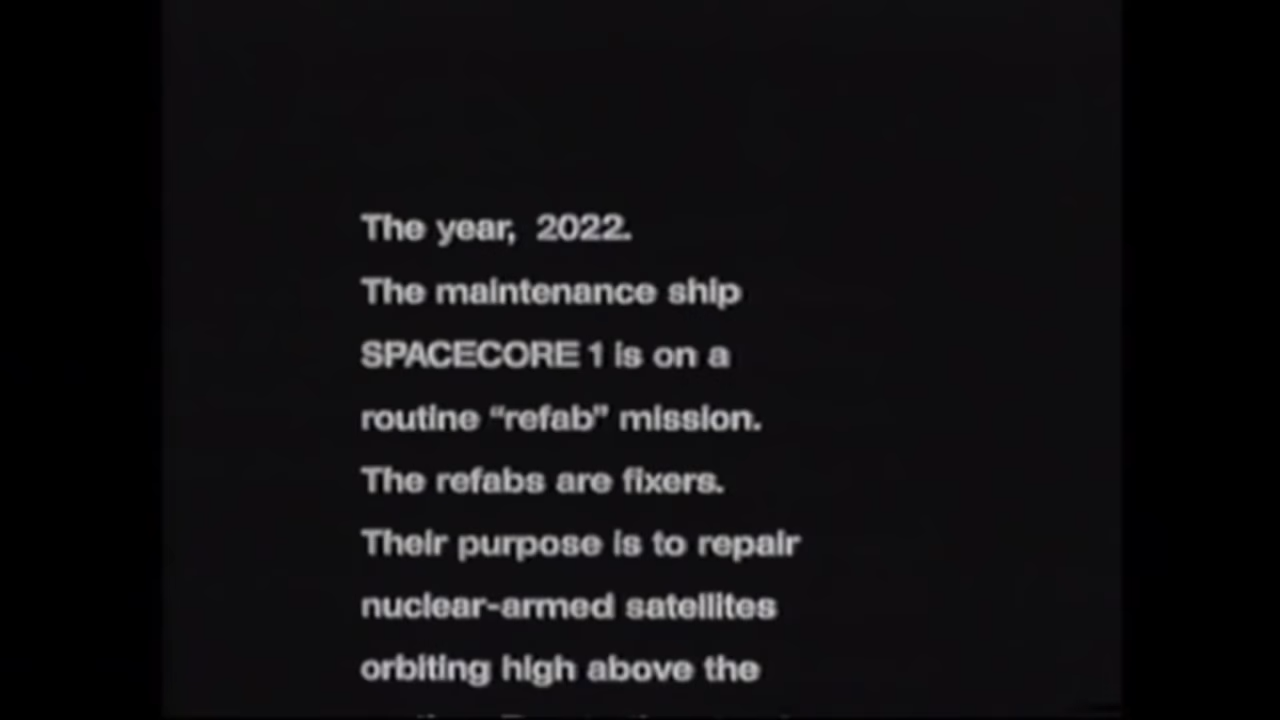 The year, 2022.
The maintenance ship
SPACECORE 1 is on a
routine “refab” mission.
The refabs are fixers.
Their purpose is to repair
nuclear-armed satellites
orbiting high above the